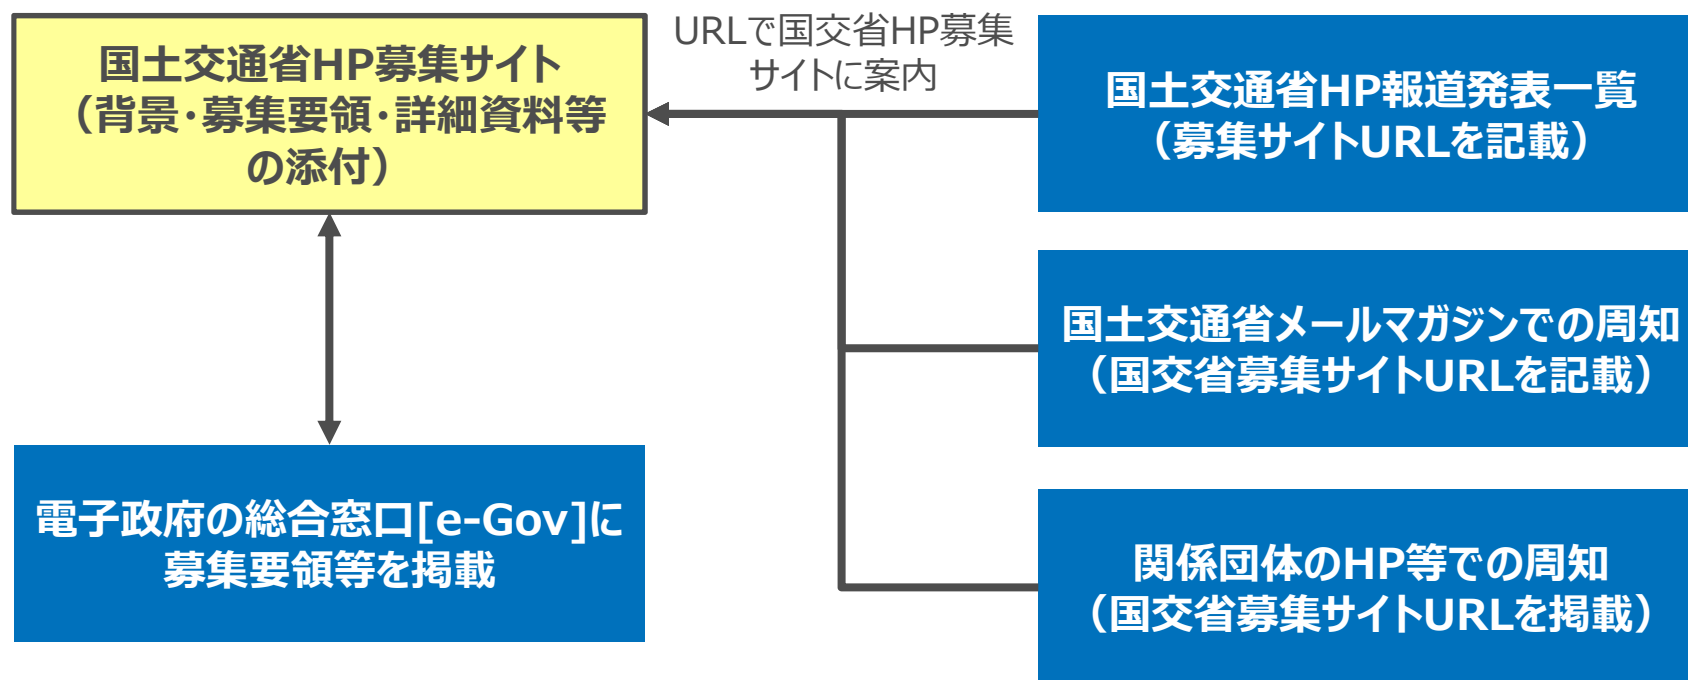 国土交通省HP募集サイト
（背景・募集要領・詳細資料等
の添付）
URLで国交省HP募集
サイトに案内
国土交通省HP報道発表一覧
（募集サイトURLを記載）
国土交通省メールマガジンでの周知
（国交省募集サイトURLを記載）
電子政府の総合窓口[e-Gov]に
募集要領等を掲載
関係団体のHP等での周知
（国交省募集サイトURLを掲載）